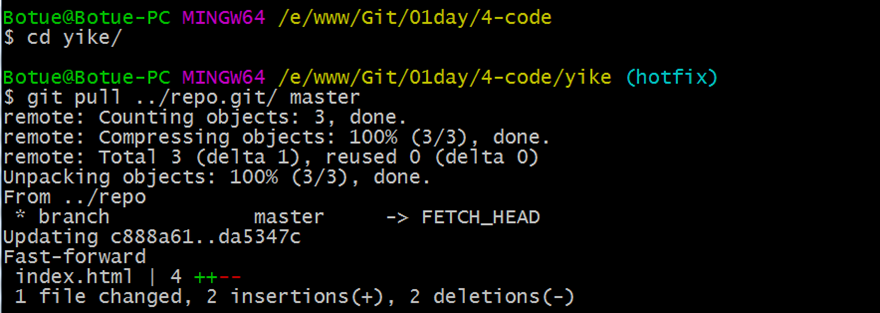 Botue@Botue-PC MINGW64 /e/www/Git/01day/4-code
$ cd yike/
Botue@Botue-PC MINGW64 /e/www/Git/01day/4-code/yike (hotfix)
$ git pull ../repo.git/ master
remote: Counting objects: 3, done.
remote: Compressing objects: 100% (3/3), done.
remote: Total 3 (delta 1), reused 0 (delta 0)
Unpacking objects: 100% (3/3), done.
From ../repo
 * branch            master     -> FETCH_HEAD
Updating c888a61..da5347c
Fast-forward
 index.html | 4 ++--
 1 file changed, 2 insertions(+), 2 deletions(-)